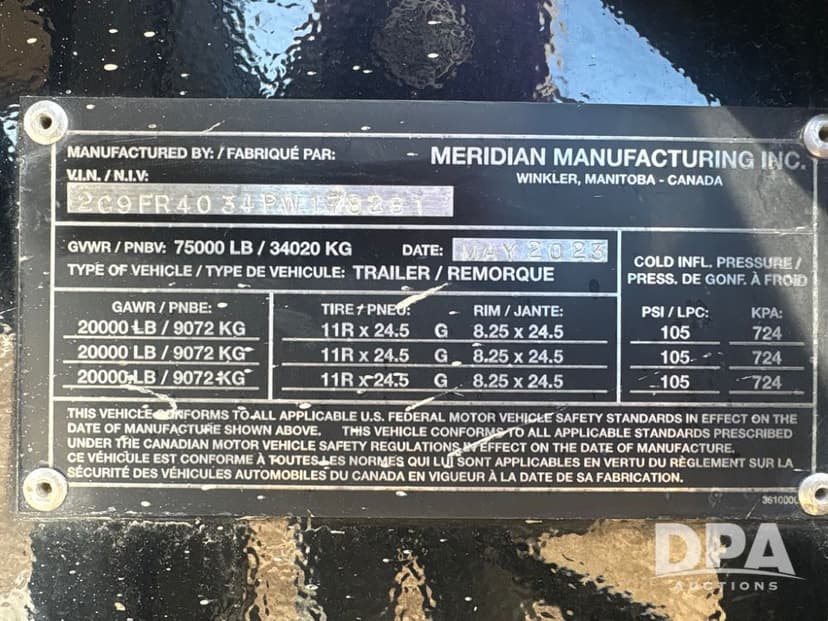 MANUFACTURED BY: / FABRIQUÉ PAR: MERIDIAN MANUFACTURING INC.
WINKLER, MANITOBA - CANADA
V.I.N. / N.I.V:
2C9FR4034PW178291
GVWR / PNBV: 75000 LB / 34020 KG DATE: MAY 2023
TYPE OF VEHICLE / TYPE DE VEHICULE: TRAILER / REMORQUE
COLD INFL. PRESSURE /
PRESS. DE GONF. À FROID
GAWR / PNBE: TIRE / PNEU: RIM / JANTE: PSI / LPC: KPA:
20000 LB / 9072 KG 11R x 24.5 G 8.25 x 24.5 105 724
20000 LB / 9072 KG 11R x 24.5 G 8.25 x 24.5 105 724
20000 LB / 9072 KG 11R x 24.5 G 8.25 x 24.5 105 724
THIS VEHICLE CONFORMS TO ALL APPLICABLE U.S. FEDERAL MOTOR VEHICLE SAFETY STANDARDS IN EFFECT ON THE
DATE OF MANUFACTURE SHOWN ABOVE. THIS VEHICLE CONFORMS TO ALL APPLICABLE STANDARDS PRESCRIBED
UNDER THE CANADIAN MOTOR VEHICLE SAFETY REGULATIONS IN EFFECT ON THE DATE OF MANUFACTURE.
CE VÉHICULE EST CONFORME À TOUTES LES NORMES QUI LUI SONT APPLICABLES EN VERTU DU RÈGLEMENT SUR LA
SÉCURITÉ DES VÉHICULES AUTOMOBILES DU CANADA EN VIGUEUR À LA DATE DE SA FABRICATION.
DPA
AUCTIONS